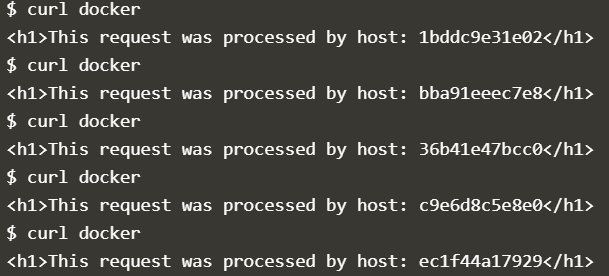 $ curl docker
<h1>This request was processed by host: 1bddc9e31e02</h1>
$ curl docker
<h1>This request was processed by host: bba91eeec7e8</h1>
$ curl docker
<h1>This request was processed by host: 36b41e47bcc0</h1>
$ curl docker
<h1>This request was processed by host: c9e6d8c5e8e0</h1>
$ curl docker
<h1>This request was processed by host: ec1f44a17929</h1>